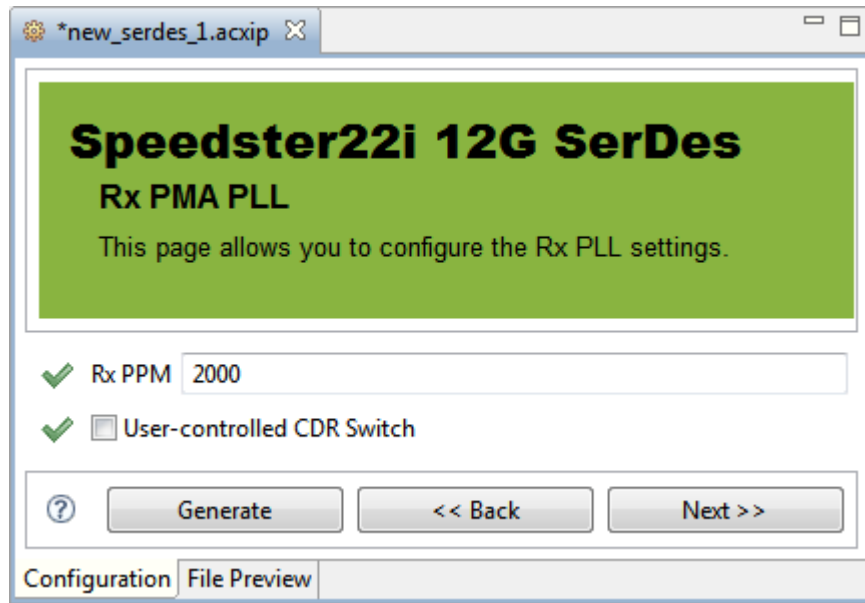 *new_serdes_1.acxip
Speedster22i 12G SerDes
Rx PMA PLL
This page allows you to configure the Rx PLL settings.
Rx PPM 2000
User-controlled CDR Switch
? Generate << Back Next >>
Configuration File Preview